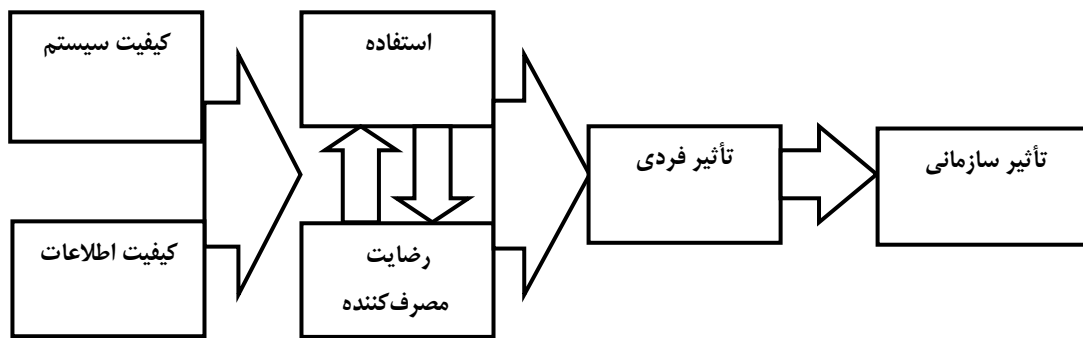 کیفیت سیستم
استفاده
تأثیر فردی
تأثیر سازمانی
کیفیت اطلاعات
رضایت
مصرف‌کننده